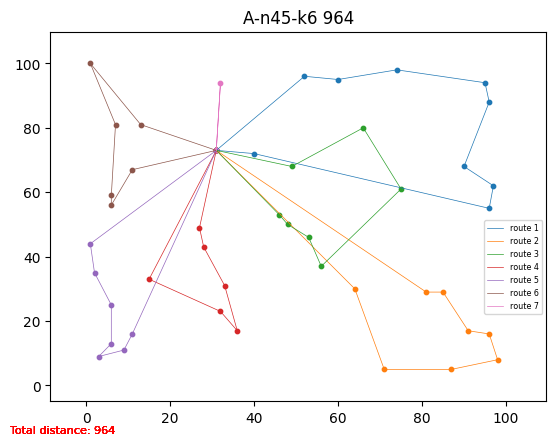 A-n45-k6 964
100
80
60
40
20
0
0 20 40 60 80 100
route 1
route 2
route 3
route 4
route 5
route 6
route 7
Total distance: 964